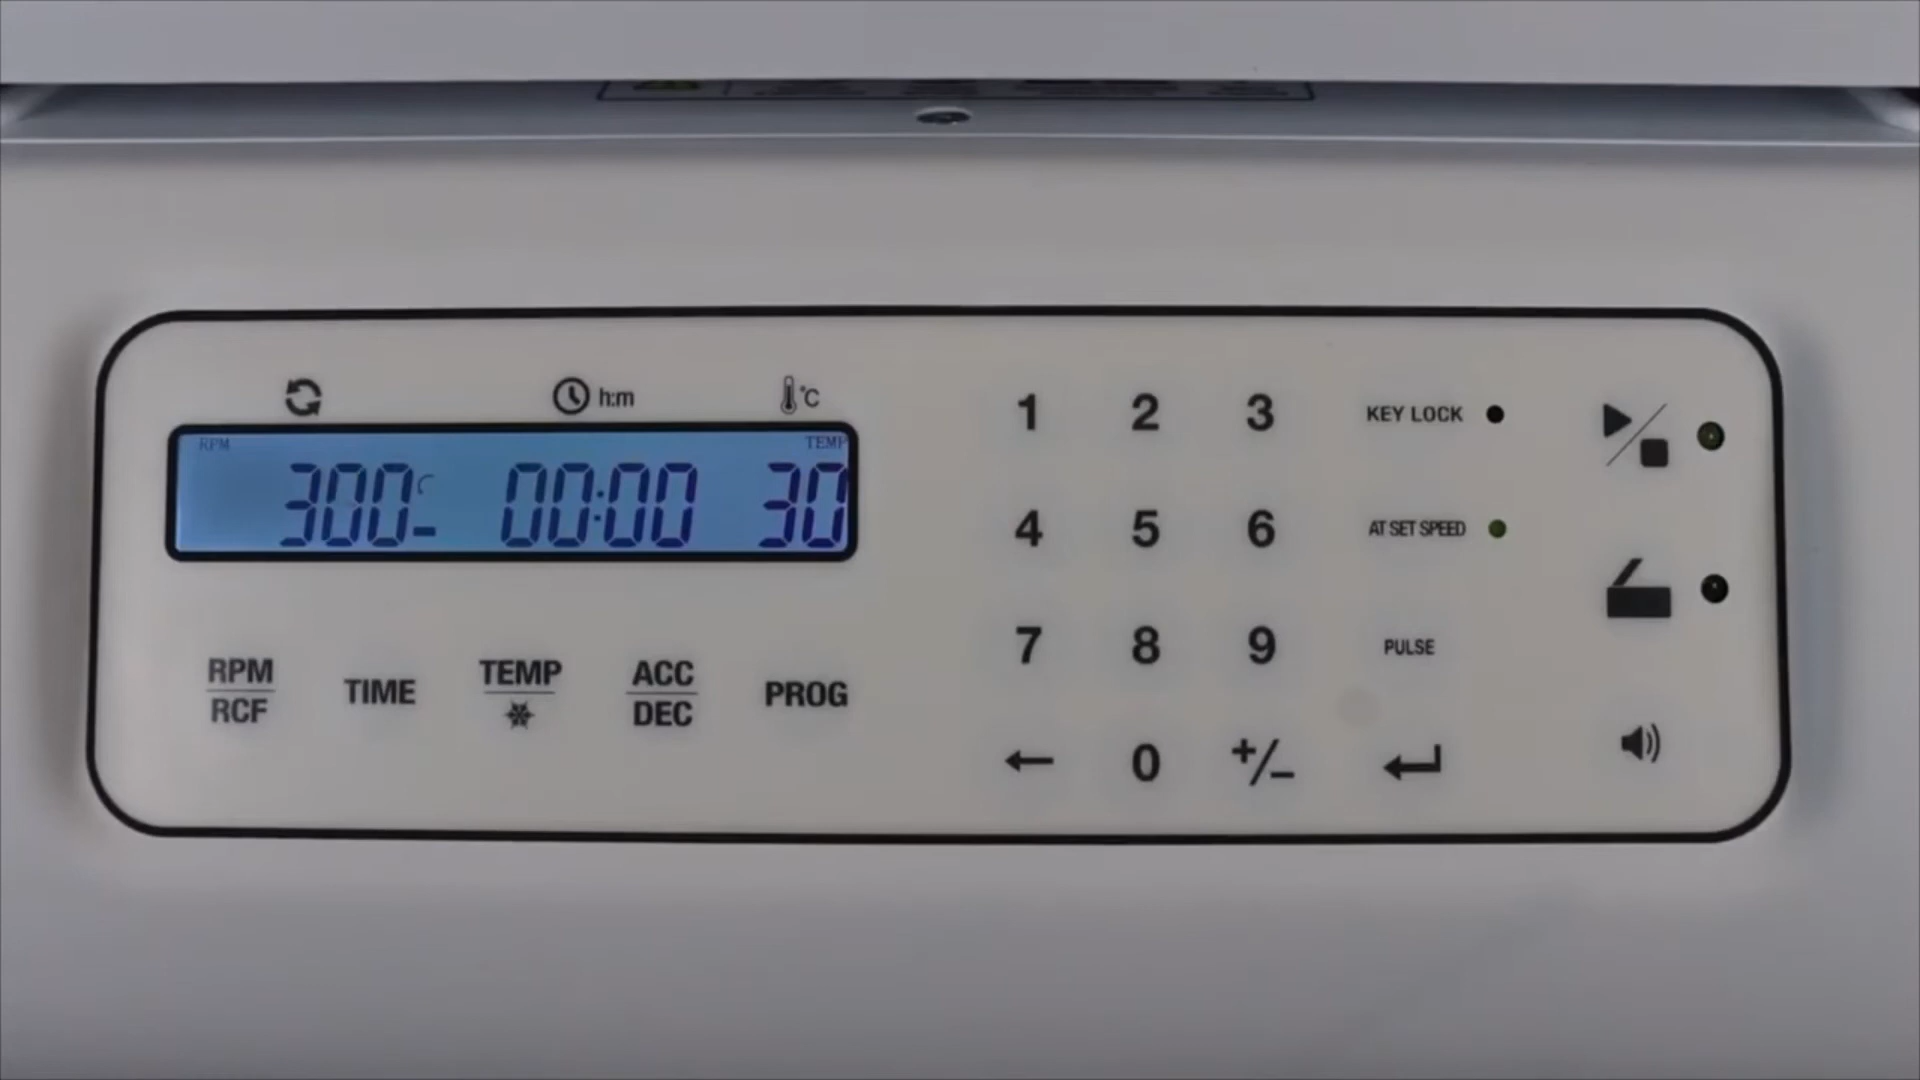 h:m °C
RPM TEMP
300 00:00 30
RPM TIME TEMP ACC PROG
RCF DEC
1 2 3 KEY LOCK
4 5 6 AT SET SPEED
7 8 9 PULSE
0 +/-